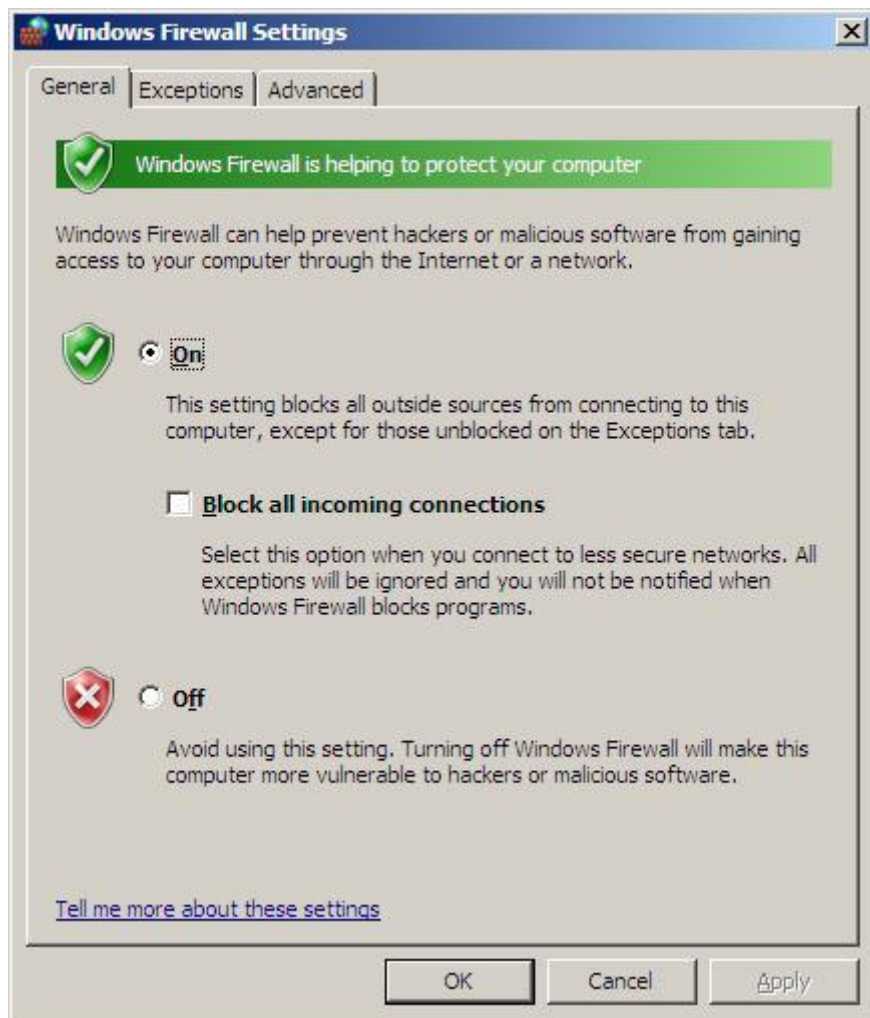 Windows Firewall Settings
General
Exceptions
Advanced
Windows Firewall is helping to protect your computer
Windows Firewall can help prevent hackers or malicious software from gaining
access to your computer through the Internet or a network.
On
This setting blocks all outside sources from connecting to this
computer, except for those unblocked on the Exceptions tab.
Block all incoming connections
Select this option when you connect to less secure networks. All
exceptions will be ignored and you will not be notified when
Windows Firewall blocks programs.
Off
Avoid using this setting. Turning off Windows Firewall will make this
computer more vulnerable to hackers or malicious software.
Tell me more about these settings
OK
Cancel
Apply